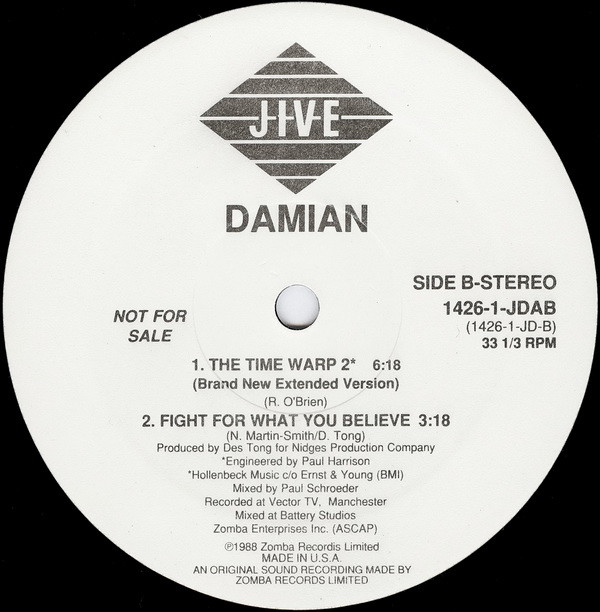 JIVE
DAMIAN
SIDE B-STEREO
1426-1-JDAB
(1426-1-JD-B)
33 1/3 RPM
NOT FOR
SALE
1. THE TIME WARP 2* 6:18
(Brand New Extended Version)
(R. O'Brien)
2. FIGHT FOR WHAT YOU BELIEVE 3:18
(N. Martin-Smith/D. Tong)
Produced by Des Tong for Nidges Production Company
*Engineered by Paul Harrison
*Hollenbeck Music c/o Ernst & Young (BMI)
Mixed by Paul Schroeder
Recorded at Vector TV, Manchester
Mixed at Battery Studios
Zomba Enterprises Inc. (ASCAP)
℗1988 Zomba Recordis Limited
MADE IN U.S.A.
AN ORIGINAL SOUND RECORDING MADE BY
ZOMBA RECORDS LIMITED